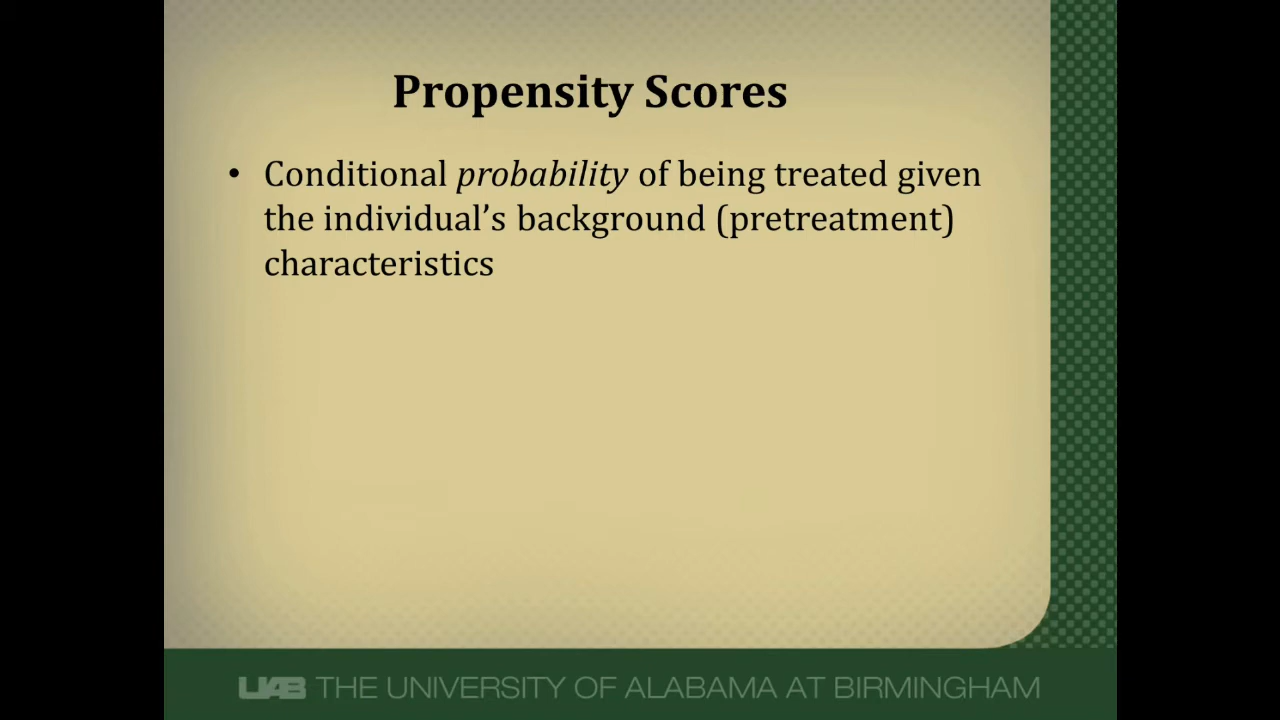 Propensity Scores
• Conditional probability of being treated given
the individual’s background (pretreatment)
characteristics
UAB THE UNIVERSITY OF ALABAMA AT BIRMINGHAM